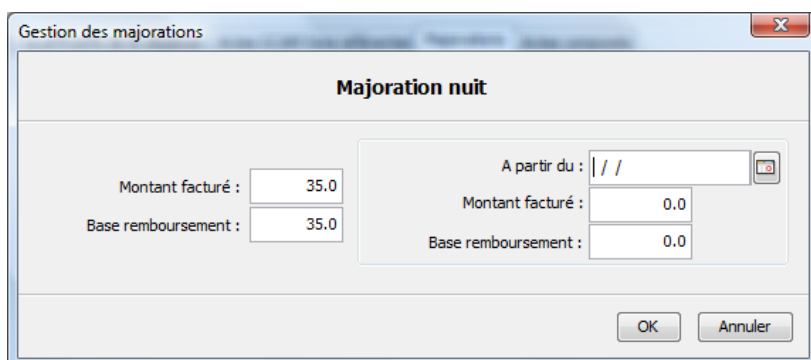 Gestion des majorations
Majoration nuit
Montant facturé : 35.0
Base remboursement : 35.0
A partir du : / /
Montant facturé : 0.0
Base remboursement : 0.0
OK Annuler